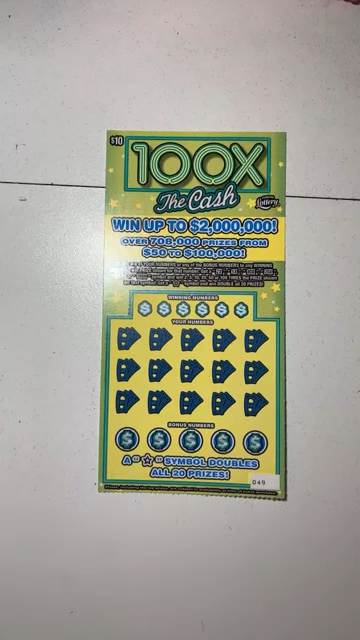 $10
100X
The Cash
Lottery
WIN UP TO $2,000,000!
OVER 708,000 PRIZES FROM
$50 TO $100,000!
WINNING NUMBERS
YOUR NUMBERS
BONUS NUMBERS
A "☆" SYMBOL DOUBLES
ALL 20 PRIZES!
049